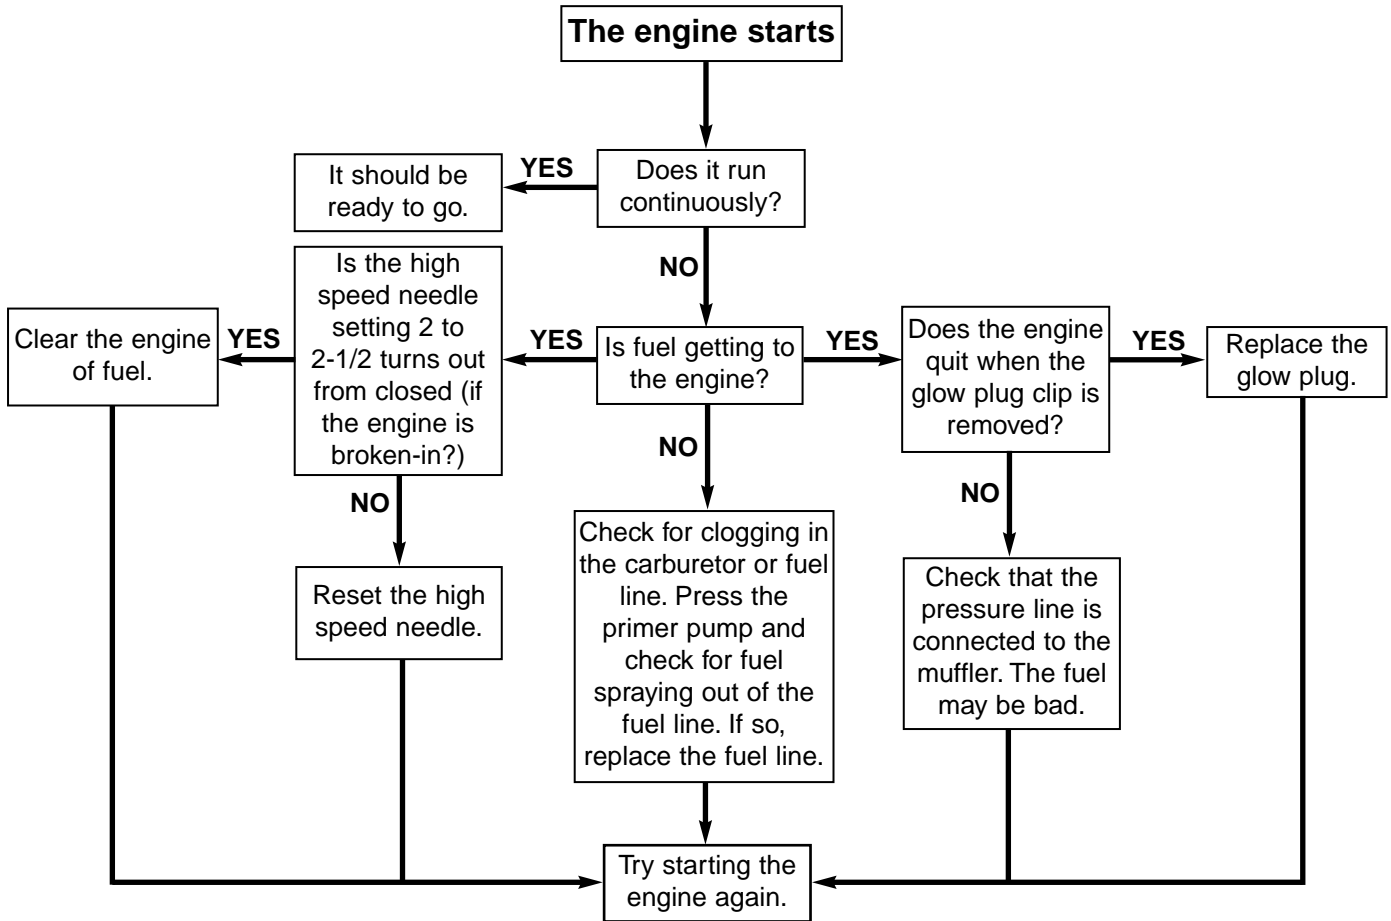 The engine starts
Does it run
continuously?
YES
It should be
ready to go.
NO
Is fuel getting to
the engine?
YES
Is the high
speed needle
setting 2 to
2-1/2 turns out
from closed (if
the engine is
broken-in?)
YES
Clear the engine
of fuel.
NO
Reset the high
speed needle.
YES
Does the engine
quit when the
glow plug clip is
removed?
YES
Replace the
glow plug.
NO
Check that the
pressure line is
connected to the
muffler. The fuel
may be bad.
NO
Check for clogging in
the carburetor or fuel
line. Press the
primer pump and
check for fuel
spraying out of the
fuel line. If so,
replace the fuel line.
Try starting the
engine again.